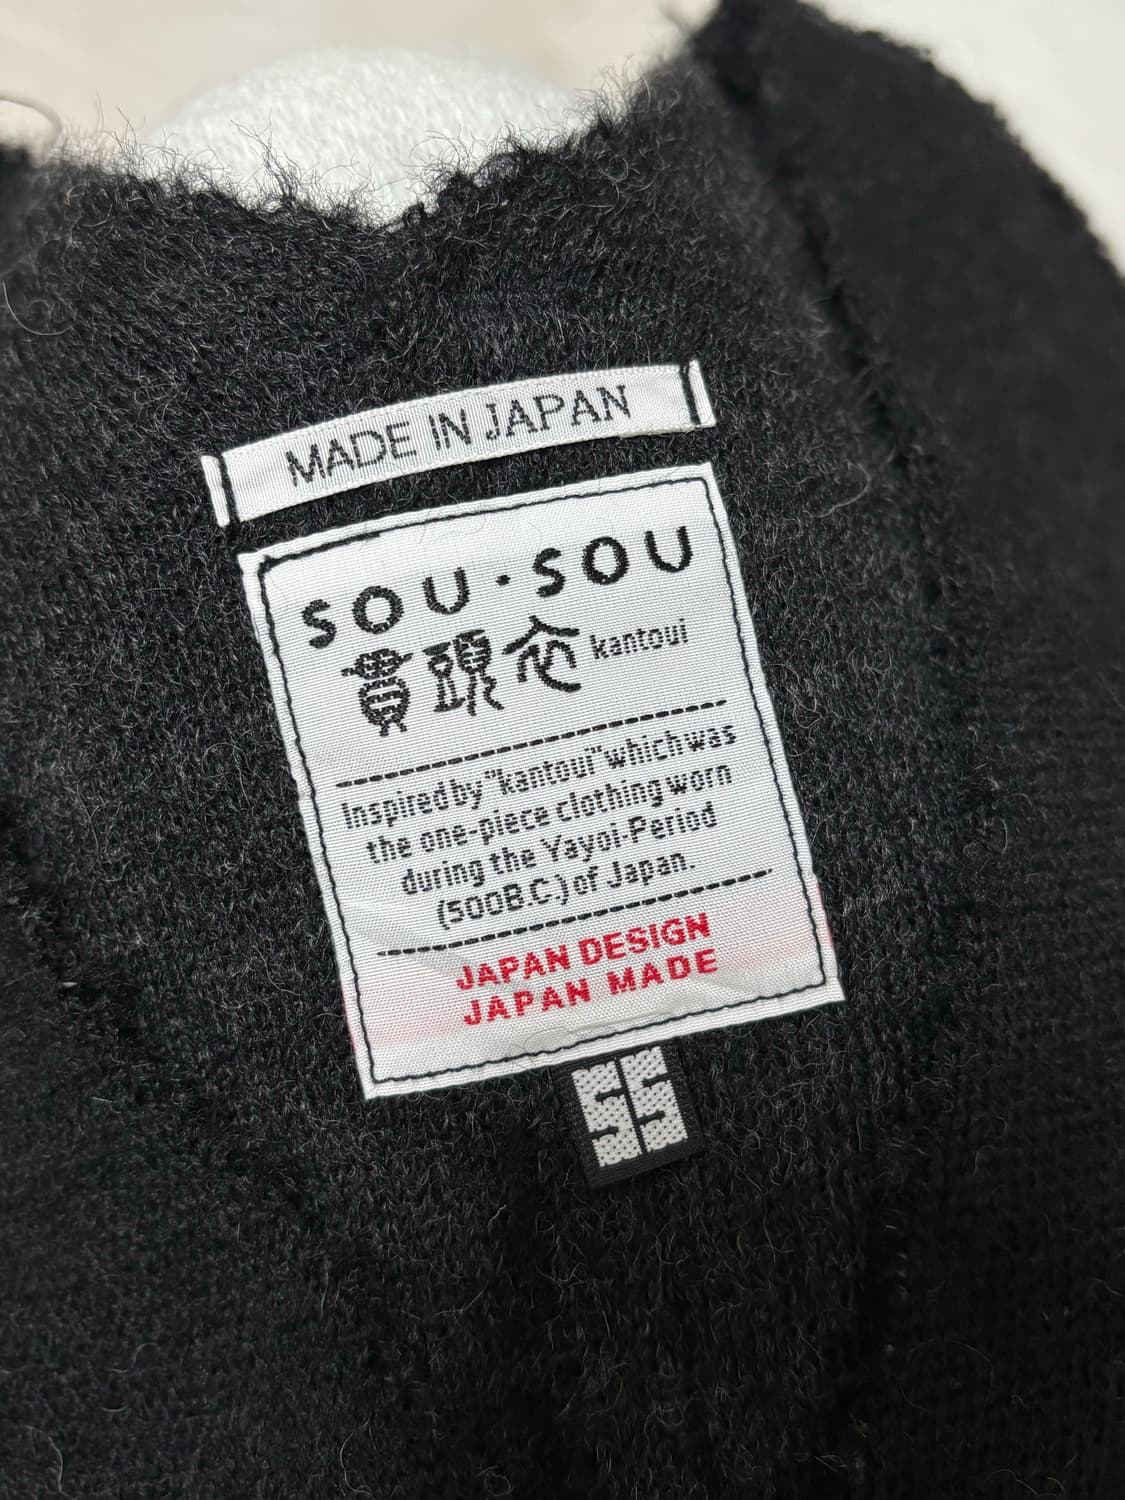 MADE IN JAPAN
SOU・SOU
貫頭衣 kantoui
Inspired by "kantoui" which was
the one-piece clothing worn
during the Yayoi-Period
(500B.C.) of Japan.
JAPAN DESIGN
JAPAN MADE
SS